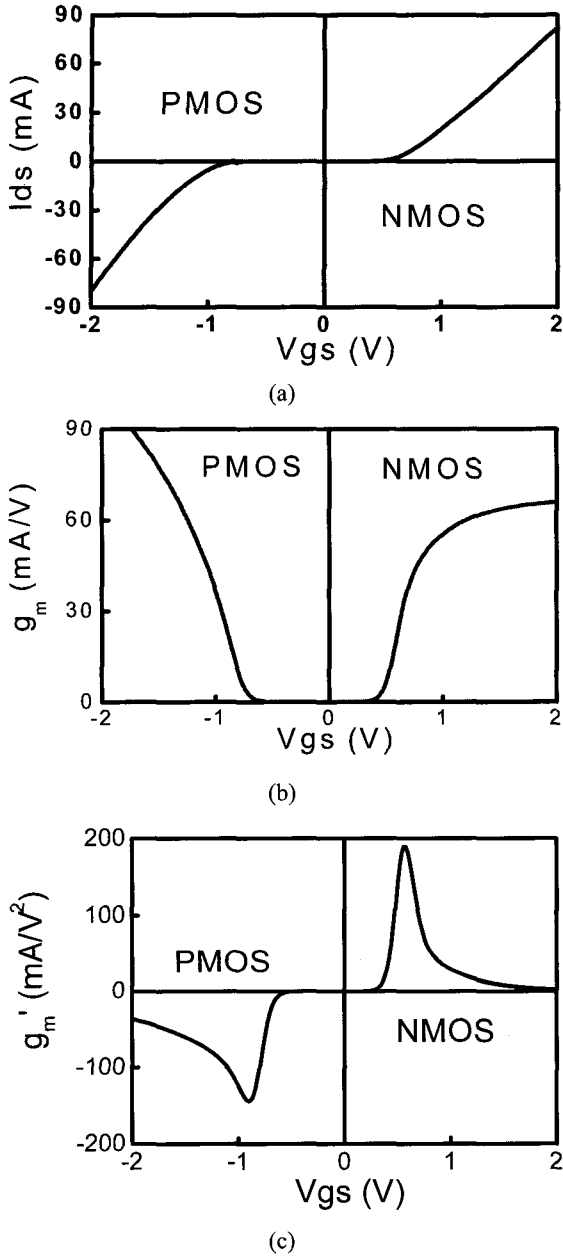 90
60
30
0
-30
-60
-90
Ids (mA)
PMOS
NMOS
-2 -1 0 1 2
Vgs (V)
(a)
90
60
30
0
g_m (mA/V)
PMOS NMOS
-2 -1 0 1 2
Vgs (V)
(b)
200
100
0
-100
-200
g_m' (mA/V²)
PMOS
NMOS
-2 -1 0 1 2
Vgs (V)
(c)